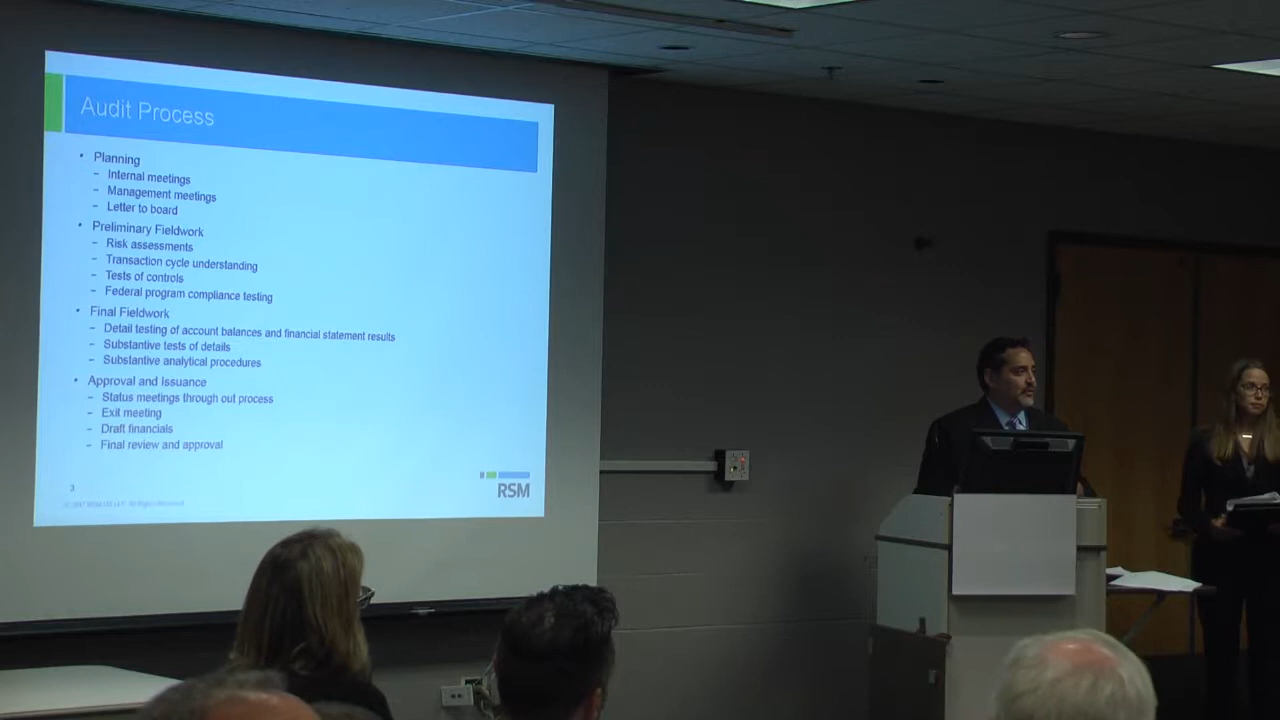 Audit Process
• Planning
– Internal meetings
– Management meetings
– Letter to board
• Preliminary Fieldwork
– Risk assessments
– Transaction cycle understanding
– Tests of controls
– Federal program compliance testing
• Final Fieldwork
– Detail testing of account balances and financial statement results
– Substantive tests of details
– Substantive analytical procedures
• Approval and Issuance
– Status meetings through out process
– Exit meeting
– Draft financials
– Final review and approval
3
RSM